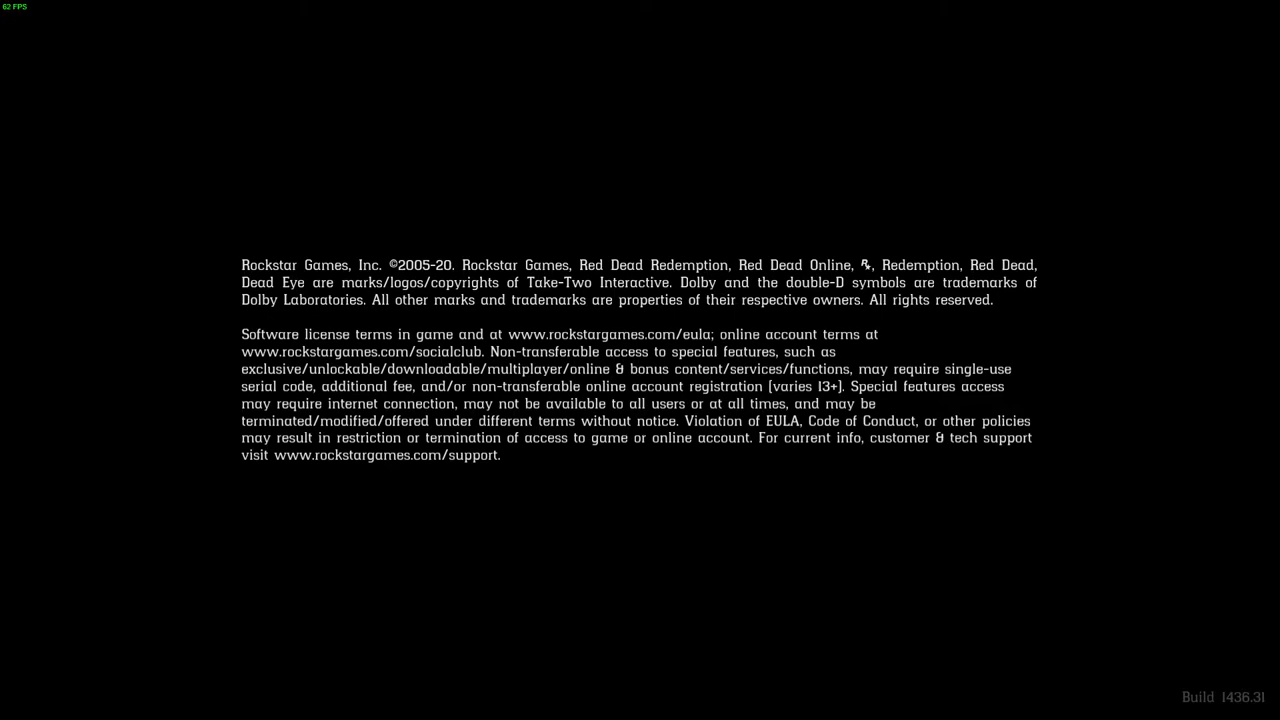 62 FPS
Rockstar Games, Inc. ©2005-20. Rockstar Games, Red Dead Redemption, Red Dead Online, R*, Redemption, Red Dead,
Dead Eye are marks/logos/copyrights of Take-Two Interactive. Dolby and the double-D symbols are trademarks of
Dolby Laboratories. All other marks and trademarks are properties of their respective owners. All rights reserved.
Software license terms in game and at www.rockstargames.com/eula; online account terms at
www.rockstargames.com/socialclub. Non-transferable access to special features, such as
exclusive/unlockable/downloadable/multiplayer/online & bonus content/services/functions, may require single-use
serial code, additional fee, and/or non-transferable online account registration [varies 13+]. Special features access
may require internet connection, may not be available to all users or at all times, and may be
terminated/modified/offered under different terms without notice. Violation of EULA, Code of Conduct, or other policies
may result in restriction or termination of access to game or online account. For current info, customer & tech support
visit www.rockstargames.com/support.
Build 1436.31